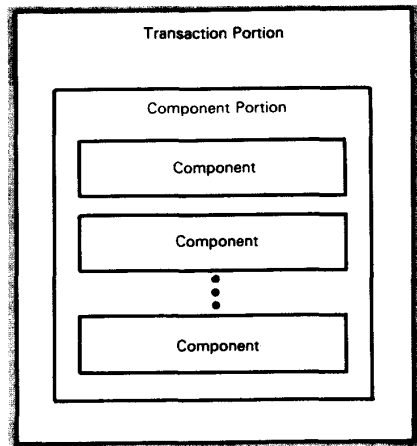 Transaction Portion
Component Portion
Component
Component
Component